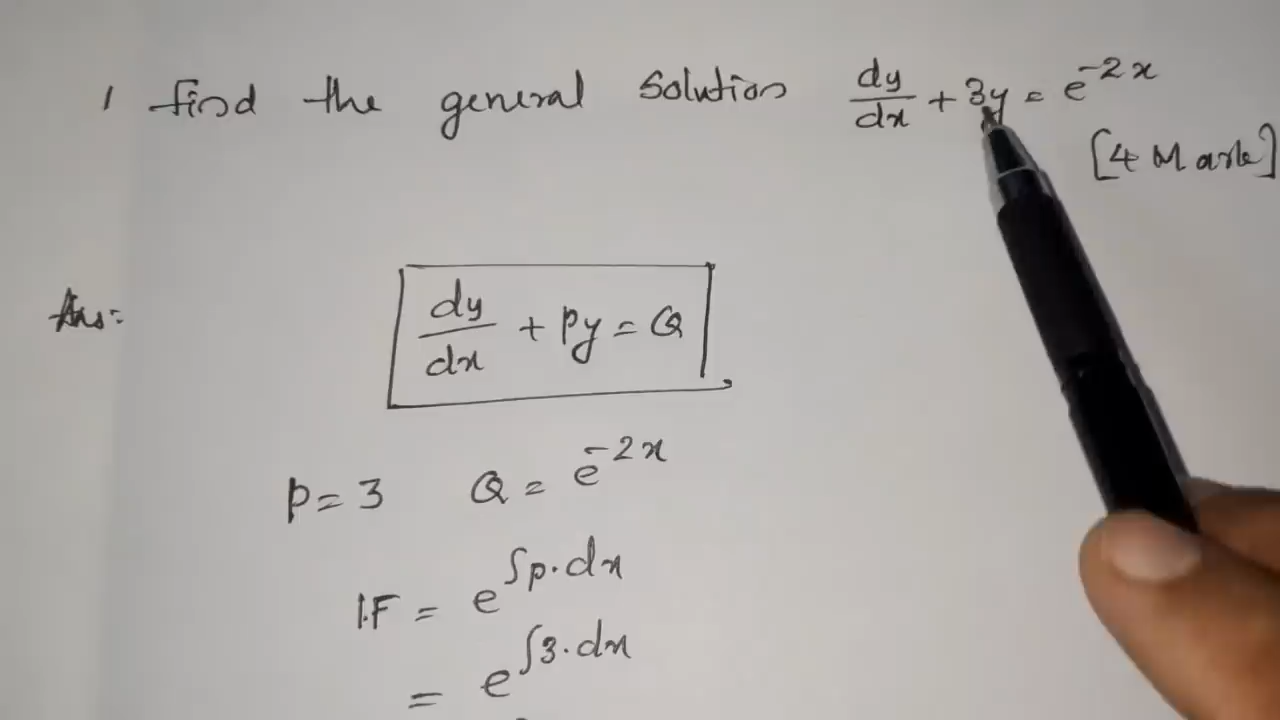 1 find the general solution dy/dx + 3y = e^-2x
[4 Mark]
Ans:
dy/dx + Py = Q
P = 3 Q = e^-2x
I.F = e^∫P.dx
= e^∫3.dx